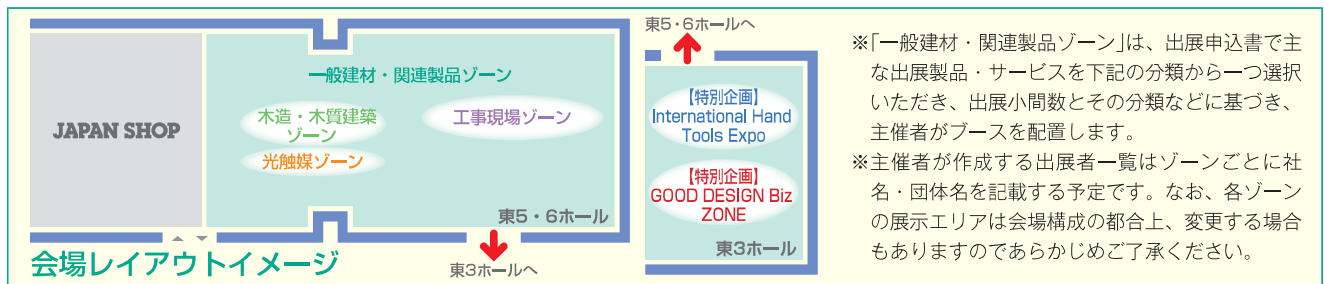 東5・6ホールへ
一般建材・関連製品ゾーン
木造・木質建築
ゾーン
光触媒ゾーン
工事現場ゾーン
JAPAN SHOP
東5・6ホール
会場レイアウトイメージ
東3ホールへ
【特別企画】
International Hand
Tools Expo
【特別企画】
GOOD DESIGN Biz
ZONE
東3ホール
※「一般建材・関連製品ゾーン」は、出展申込書で主
な出展製品・サービスを下記の分類から一つ選択
いただき、出展小間数とその分類などに基づき、
主催者がブースを配置します。
※主催者が作成する出展者一覧はゾーンごとに社
名・団体名を記載する予定です。なお、各ゾーン
の展示エリアは会場構成の都合上、変更する場合
もありますのであらかじめご了承ください。